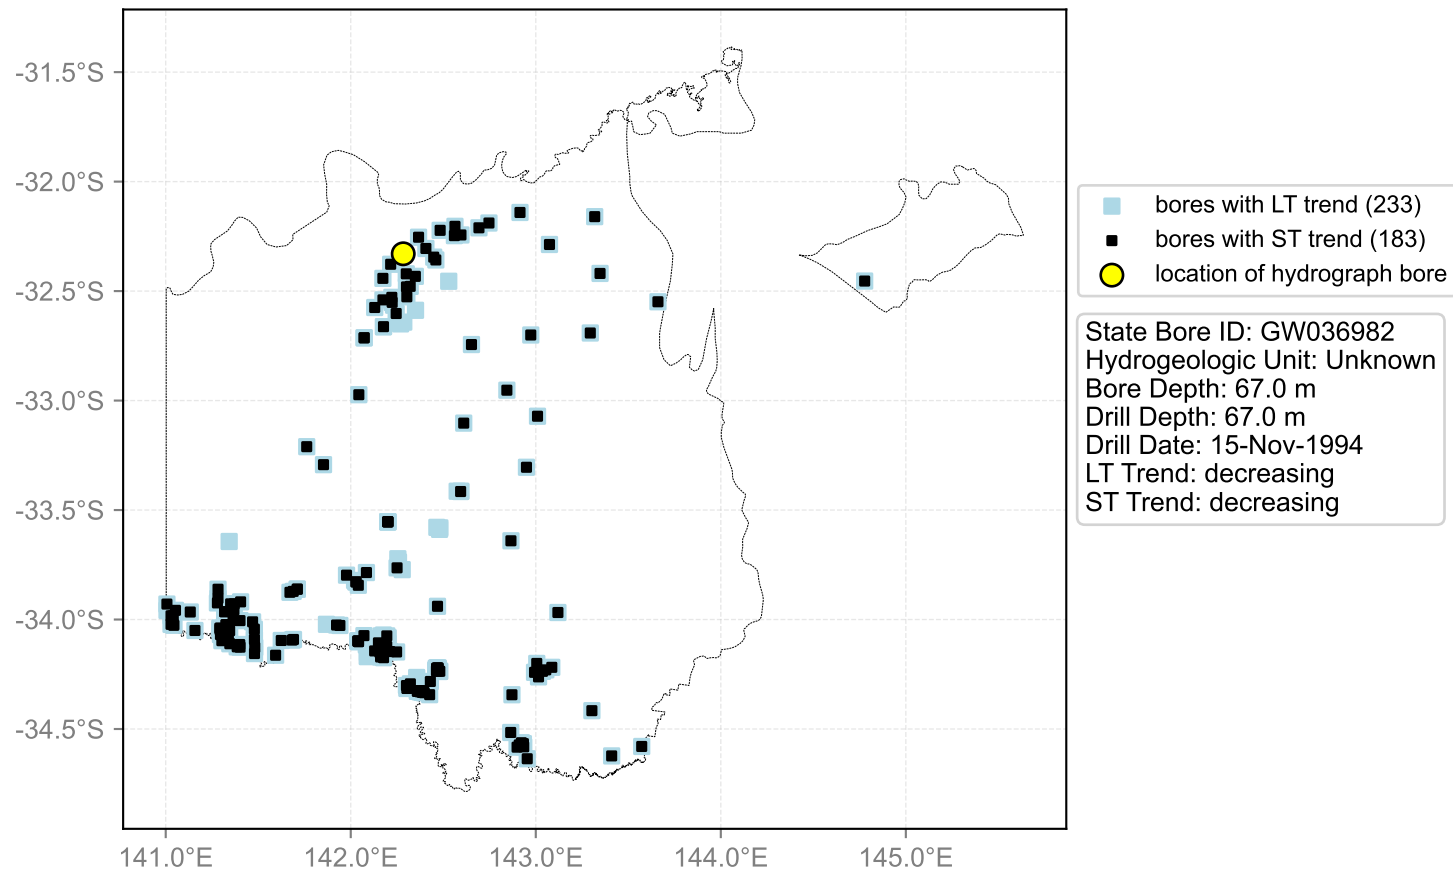 -31.5°S
-32.0°S
-32.5°S
-33.0°S
-33.5°S
-34.0°S
-34.5°S
141.0°E
142.0°E
143.0°E
144.0°E
145.0°E
bores with LT trend (233)
bores with ST trend (183)
location of hydrograph bore
State Bore ID: GW036982
Hydrogeologic Unit: Unknown
Bore Depth: 67.0 m
Drill Depth: 67.0 m
Drill Date: 15-Nov-1994
LT Trend: decreasing
ST Trend: decreasing